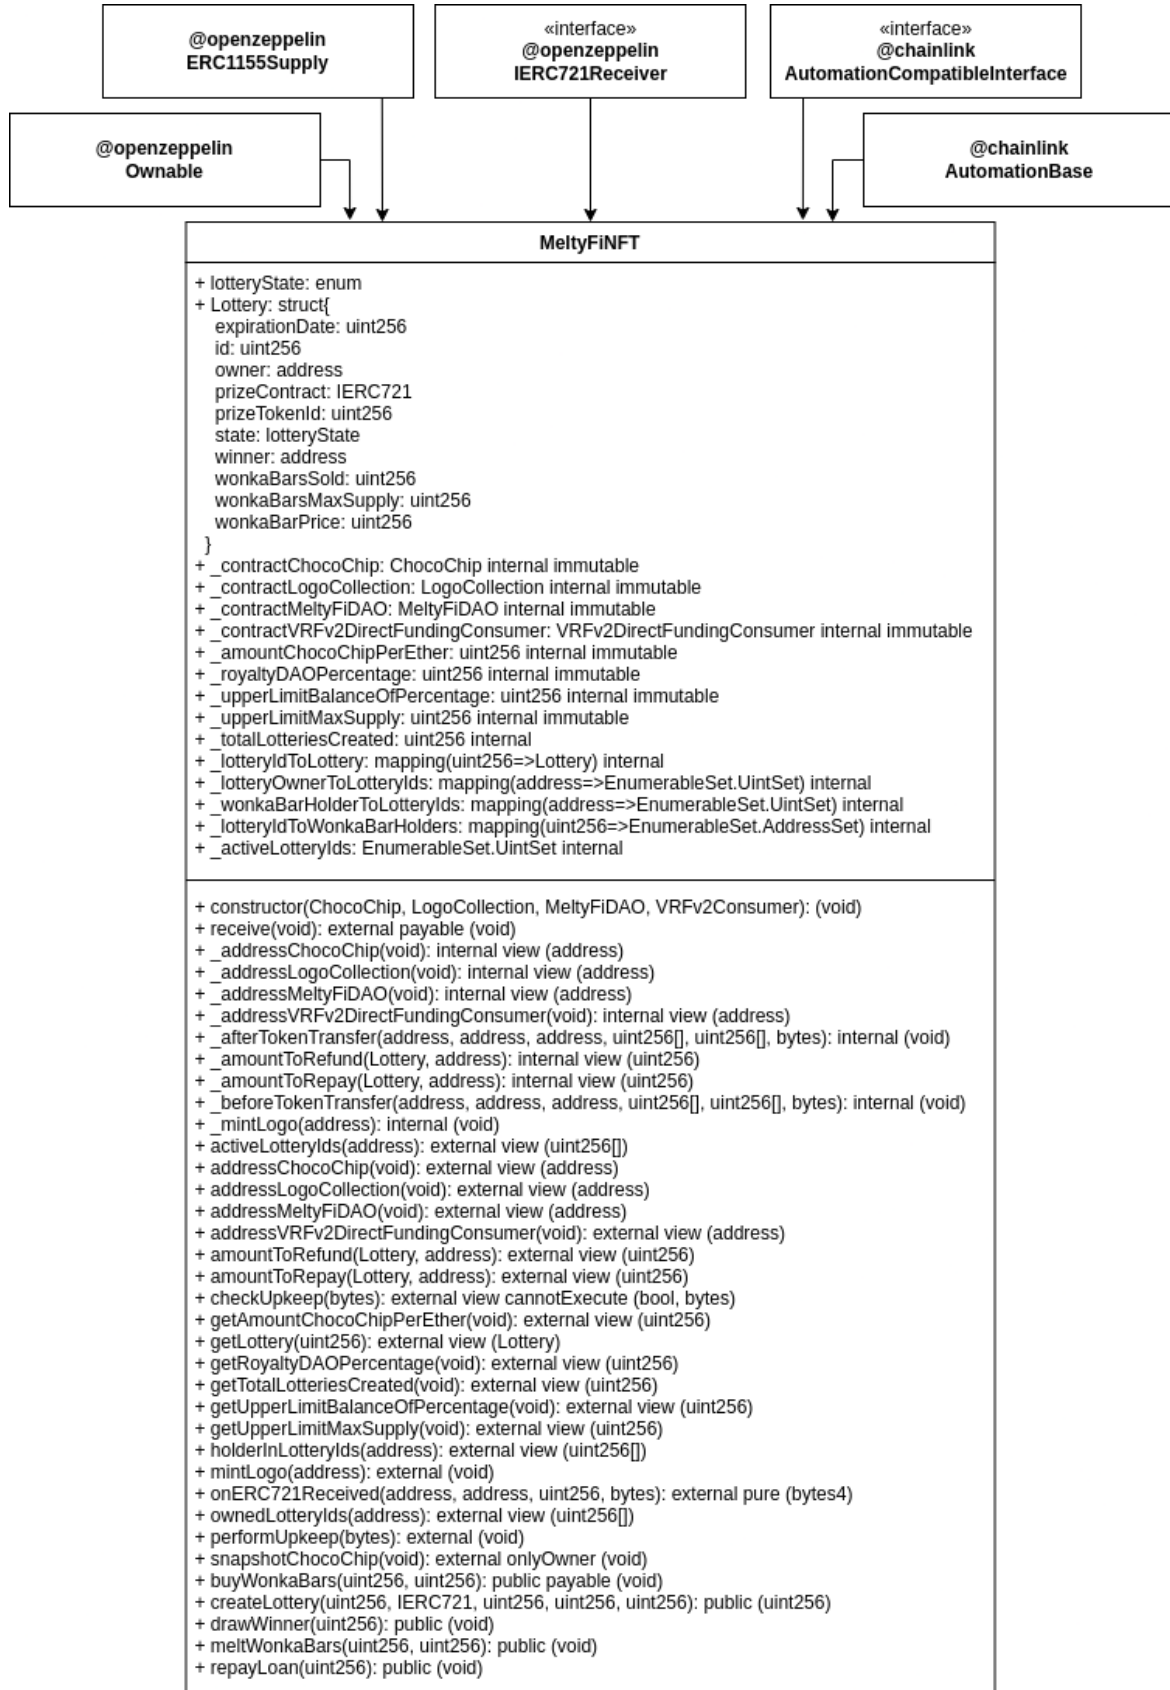 @openzeppelin
ERC1155Supply
«interface»
@openzeppelin
IERC721Receiver
«interface»
@chainlink
AutomationCompatibleInterface
@openzeppelin
Ownable
@chainlink
AutomationBase
MeltyFiNFT
+ lotteryState: enum
+ Lottery: struct{
expirationDate: uint256
id: uint256
owner: address
prizeContract: IERC721
prizeTokenId: uint256
state: lotteryState
winner: address
wonkaBarsSold: uint256
wonkaBarsMaxSupply: uint256
wonkaBarPrice: uint256
}
+ _contractChocoChip: ChocoChip internal immutable
+ _contractLogoCollection: LogoCollection internal immutable
+ _contractMeltyFiDAO: MeltyFiDAO internal immutable
+ _contractVRFv2DirectFundingConsumer: VRFv2DirectFundingConsumer internal immutable
+ _amountChocoChipPerEther: uint256 internal immutable
+ _royaltyDAOPercentage: uint256 internal immutable
+ _upperLimitBalanceOfPercentage: uint256 internal immutable
+ _upperLimitMaxSupply: uint256 internal immutable
+ _totalLotteriesCreated: uint256 internal
+ _lotteryIdToLottery: mapping(uint256=>Lottery) internal
+ _lotteryOwnerToLotteryIds: mapping(address=>EnumerableSet.UintSet) internal
+ _wonkaBarHolderToLotteryIds: mapping(address=>EnumerableSet.UintSet) internal
+ _lotteryIdToWonkaBarHolders: mapping(uint256=>EnumerableSet.AddressSet) internal
+ _activeLotteryIds: EnumerableSet.UintSet internal
+ constructor(ChocoChip, LogoCollection, MeltyFiDAO, VRFv2Consumer): (void)
+ receive(void): external payable (void)
+ _addressChocoChip(void): internal view (address)
+ _addressLogoCollection(void): internal view (address)
+ _addressMeltyFiDAO(void): internal view (address)
+ _addressVRFv2DirectFundingConsumer(void): internal view (address)
+ _afterTokenTransfer(address, address, address, uint256[], uint256[], bytes): internal (void)
+ _amountToRefund(Lottery, address): internal view (uint256)
+ _amountToRepay(Lottery, address): internal view (uint256)
+ _beforeTokenTransfer(address, address, address, uint256[], uint256[], bytes): internal (void)
+ _mintLogo(address): internal (void)
+ activeLotteryIds(address): external view (uint256[])
+ addressChocoChip(void): external view (address)
+ addressLogoCollection(void): external view (address)
+ addressMeltyFiDAO(void): external view (address)
+ addressVRFv2DirectFundingConsumer(void): external view (address)
+ amountToRefund(Lottery, address): external view (uint256)
+ amountToRepay(Lottery, address): external view (uint256)
+ checkUpkeep(bytes): external view cannotExecute (bool, bytes)
+ getAmountChocoChipPerEther(void): external view (uint256)
+ getLottery(uint256): external view (Lottery)
+ getRoyaltyDAOPercentage(void): external view (uint256)
+ getTotalLotteriesCreated(void): external view (uint256)
+ getUpperLimitBalanceOfPercentage(void): external view (uint256)
+ getUpperLimitMaxSupply(void): external view (uint256)
+ holderInLotteryIds(address): external view (uint256[])
+ mintLogo(address): external (void)
+ onERC721Received(address, address, uint256, bytes): external pure (bytes4)
+ ownedLotteryIds(address): external view (uint256[])
+ performUpkeep(bytes): external (void)
+ snapshotChocoChip(void): external onlyOwner (void)
+ buyWonkaBars(uint256, uint256): public payable (void)
+ createLottery(uint256, IERC721, uint256, uint256, uint256): public (uint256)
+ drawWinner(uint256): public (void)
+ meltWonkaBars(uint256, uint256): public (void)
+ repayLoan(uint256): public (void)